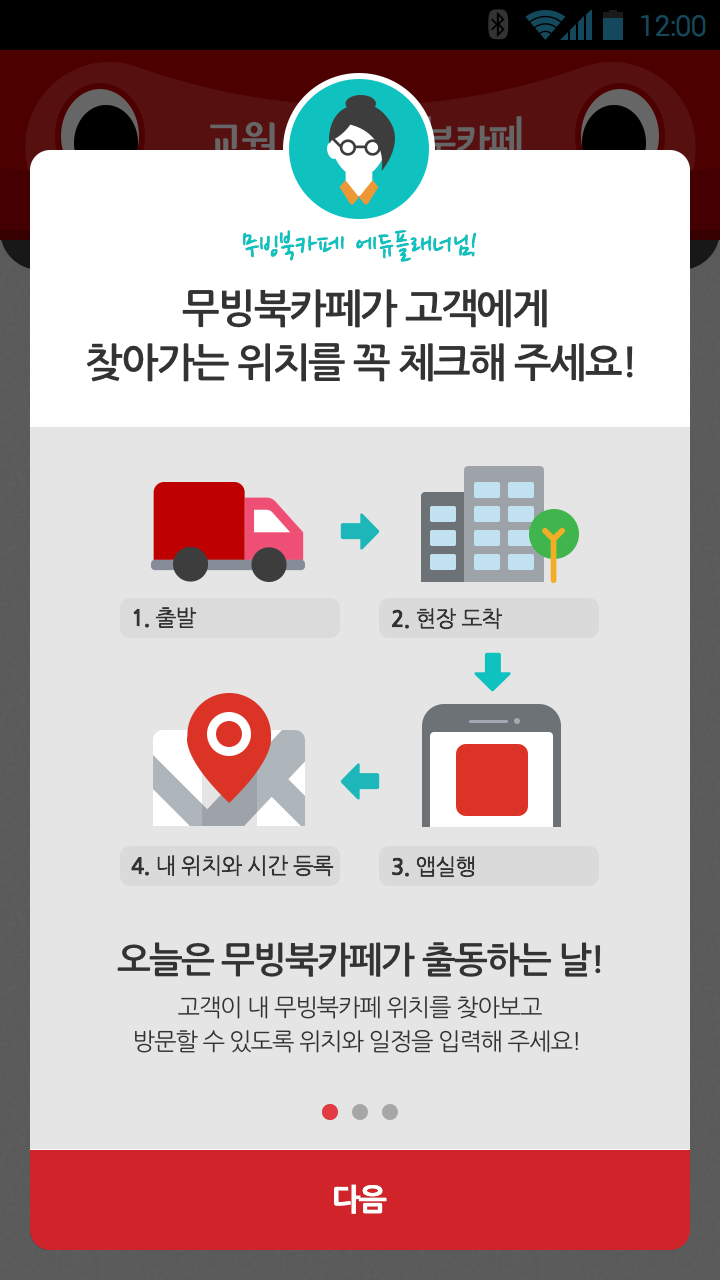 12:00
교원 북카페
무빙북카페 에듀플래너님!
무빙북카페가 고객에게
찾아가는 위치를 꼭 체크해 주세요!
1. 출발
2. 현장 도착
4. 내 위치와 시간 등록
3. 앱실행
오늘은 무빙북카페가 출동하는 날!
고객이 내 무빙북카페 위치를 찾아보고
방문할 수 있도록 위치와 일정을 입력해 주세요!
다음